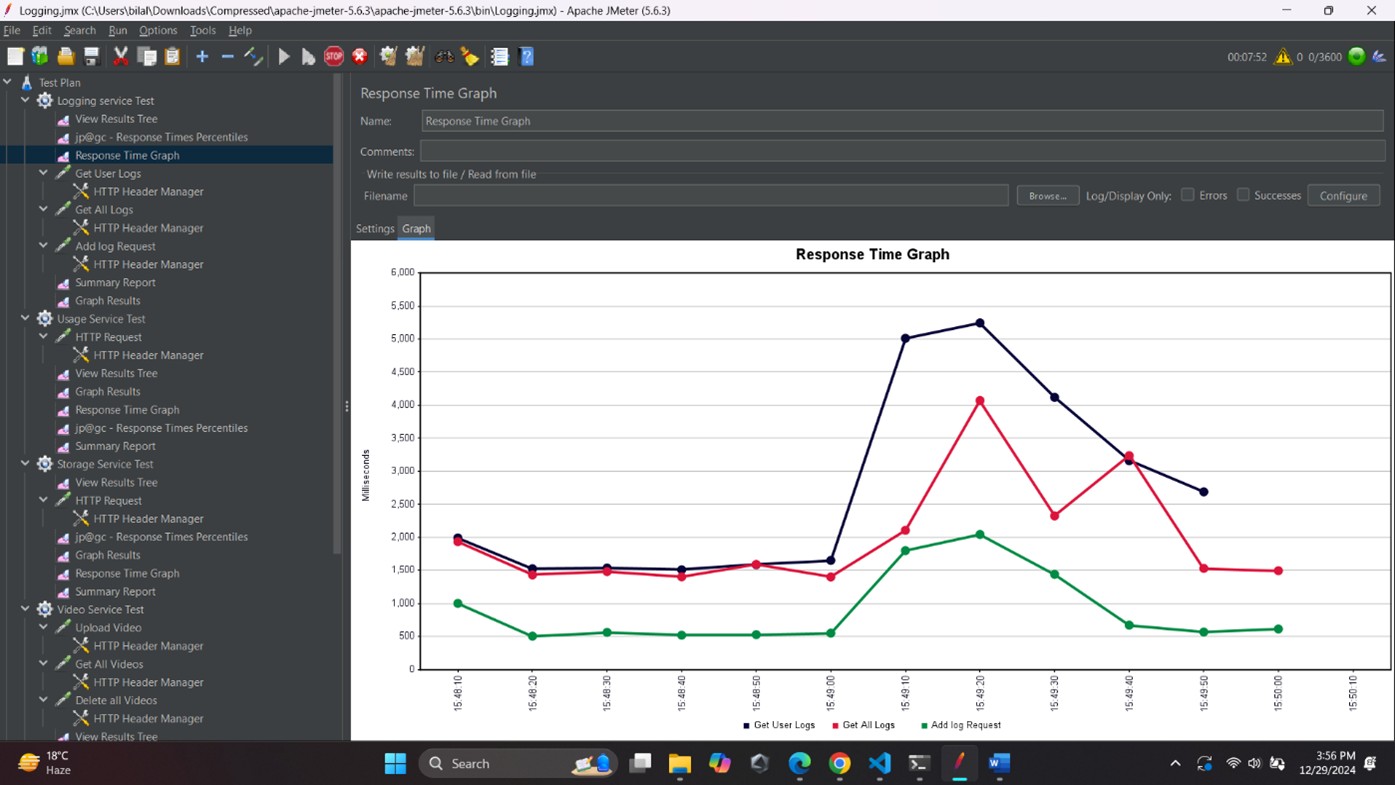 Logging.jmx (C:\Users\bilal\Downloads\Compressed\apache-jmeter-5.6.3\apache-jmeter-5.6.3\bin\Logging.jmx) - Apache JMeter (5.6.3)
File Edit Search Run Options Tools Help
STOP
00:07:52 0 0/3600
Test Plan
Logging service Test
View Results Tree
jp@gc - Response Times Percentiles
Response Time Graph
Get User Logs
HTTP Header Manager
Get All Logs
HTTP Header Manager
Add log Request
HTTP Header Manager
Summary Report
Graph Results
Usage Service Test
HTTP Request
HTTP Header Manager
View Results Tree
Graph Results
Response Time Graph
jp@gc - Response Times Percentiles
Summary Report
Storage Service Test
View Results Tree
HTTP Request
HTTP Header Manager
jp@gc - Response Times Percentiles
Graph Results
Response Time Graph
Summary Report
Video Service Test
Upload Video
HTTP Header Manager
Get All Videos
HTTP Header Manager
Delete all Videos
HTTP Header Manager
View Results Tree
Response Time Graph
Name: Response Time Graph
Comments:
Write results to file / Read from file
Filename Browse... Log/Display Only: Errors Successes Configure
Settings Graph
Response Time Graph
Milliseconds
6,000
5,500
5,000
4,500
4,000
3,500
3,000
2,500
2,000
1,500
1,000
500
0
15:48:10 15:48:20 15:48:30 15:48:40 15:48:50 15:49:00 15:49:10 15:49:20 15:49:30 15:49:40 15:49:50 15:50:00 15:50:10
Get User Logs Get All Logs Add log Request
18°C
Haze
Search
3:56 PM
12/29/2024